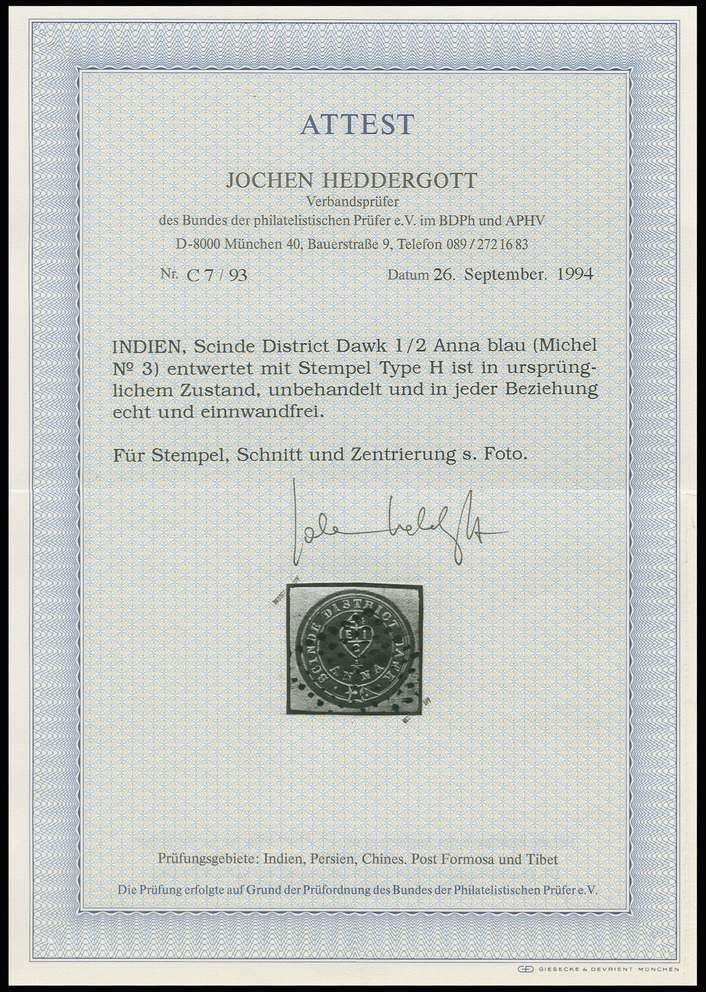 ATTEST
JOCHEN HEDDERGOTT
Verbandsprüfer
des Bundes der philatelistischen Prüfer e.V. im BDPh und APHV
D-8000 München 40, Bauerstraße 9, Telefon 089/272 16 83
Nr. C 7 / 93 Datum 26. September. 1994
INDIEN, Scinde District Dawk 1/2 Anna blau (Michel
Nº 3) entwertet mit Stempel Type H ist in ursprüng-
lichem Zustand, unbehandelt und in jeder Beziehung
echt und einnwandfrei.
Für Stempel, Schnitt und Zentrierung s. Foto.
SCINDE DISTRICT DAWK
EI
ANNA
Prüfungsgebiete: Indien, Persien, Chines. Post Formosa und Tibet
Die Prüfung erfolgte auf Grund der Prüfordnung des Bundes der Philatelistischen Prüfer e.V.
GIESECKE & DEVRIENT MÜNCHEN